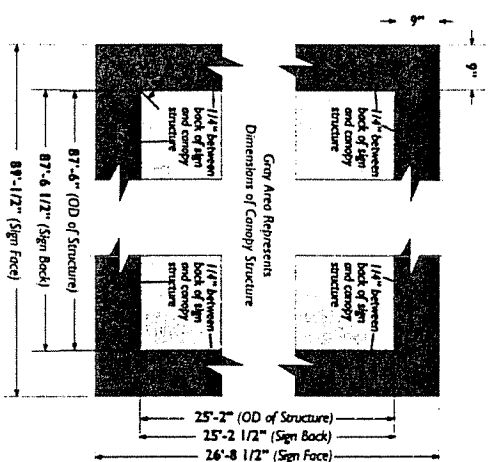 9"
9"
1/4" between
back of sign
and canopy
structure
1/4" between
back of sign
and canopy
structure
Gray Area Represents
Dimensions of Canopy Structure
1/4" between
back of sign
and canopy
structure
1/4" between
back of sign
and canopy
structure
87'-6" (OD of Structure)
87'-6 1/2" (Sign Back)
89'-1/2" (Sign Face)
25'-2" (OD of Structure)
25'-2 1/2" (Sign Back)
26'-8 1/2" (Sign Face)